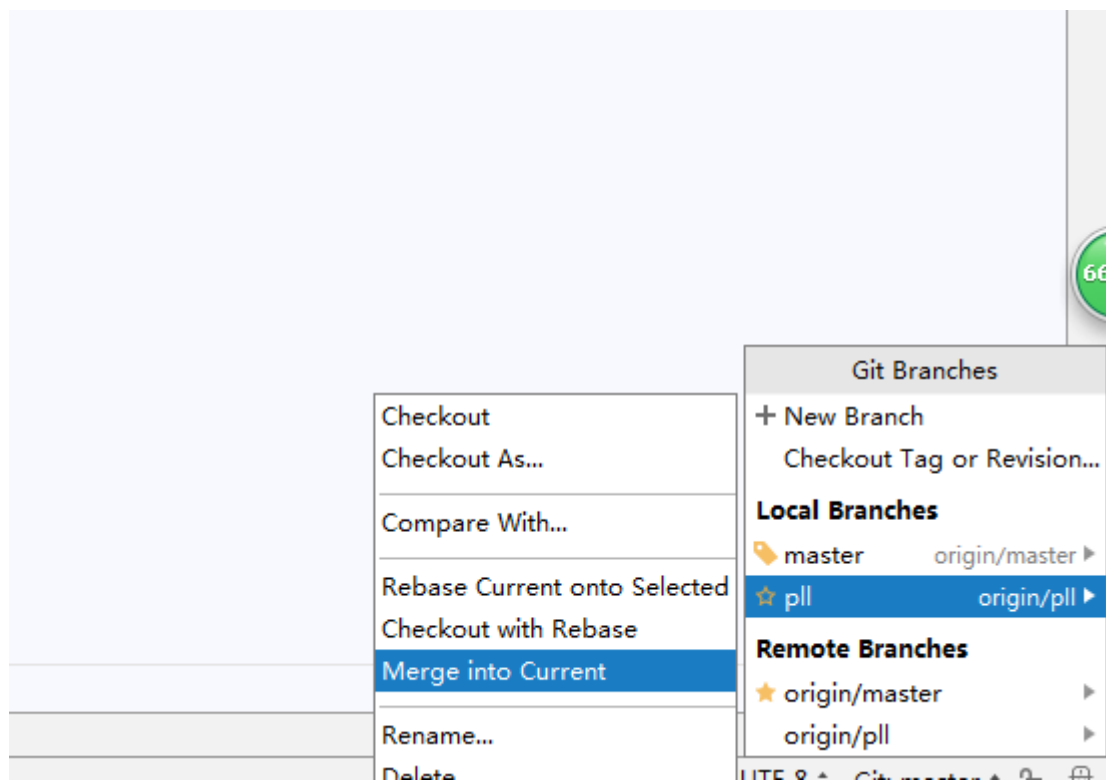 66
Git Branches
New Branch
Checkout Tag or Revision...
Local Branches
master origin/master
pll origin/pll
Remote Branches
origin/master
origin/pll
Checkout
Checkout As...
Compare With...
Rebase Current onto Selected
Checkout with Rebase
Merge into Current
Rename...
Delete
UTF-8 Git: master